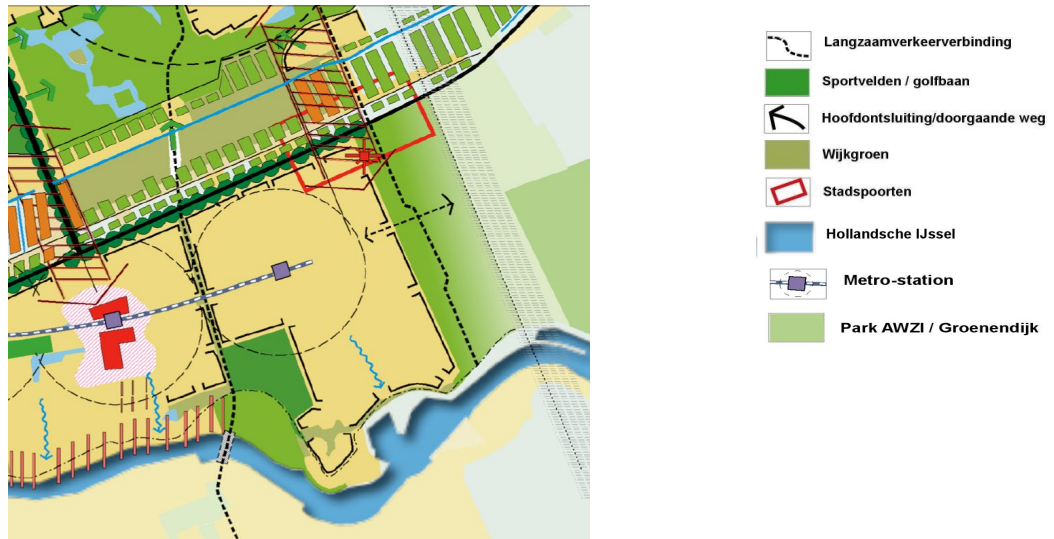 Langzaamverkeerverbinding
Sportvelden / golfbaan
Hoofdontsluiting/doorgaande weg
Wijkgroen
Stadspoorten
Hollandsche IJssel
Metro-station
Park AWZI / Groenendijk